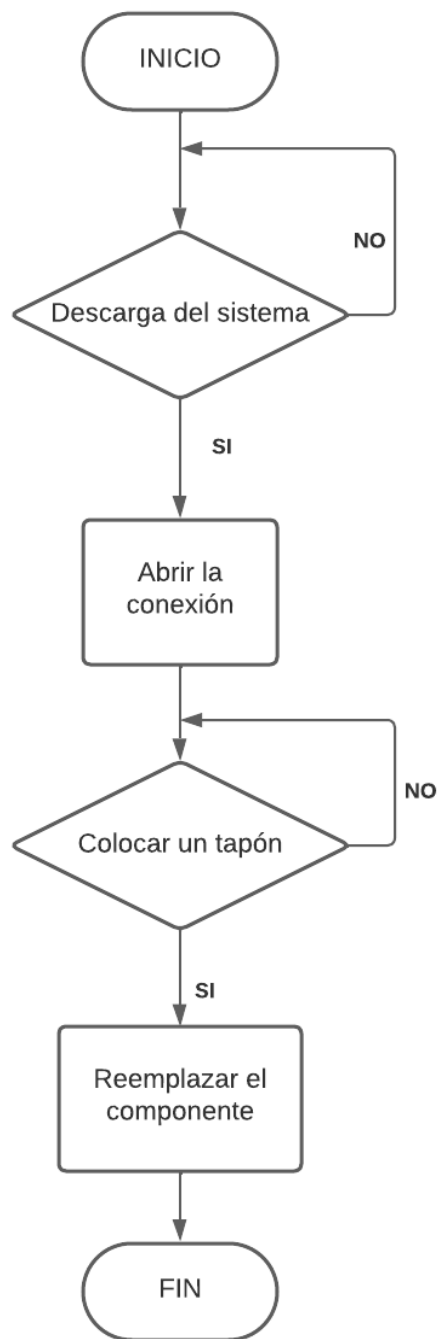 INICIO
NO
Descarga del sistema
SI
Abrir la
conexión
NO
Colocar un tapón
SI
Reemplazar el
componente
FIN